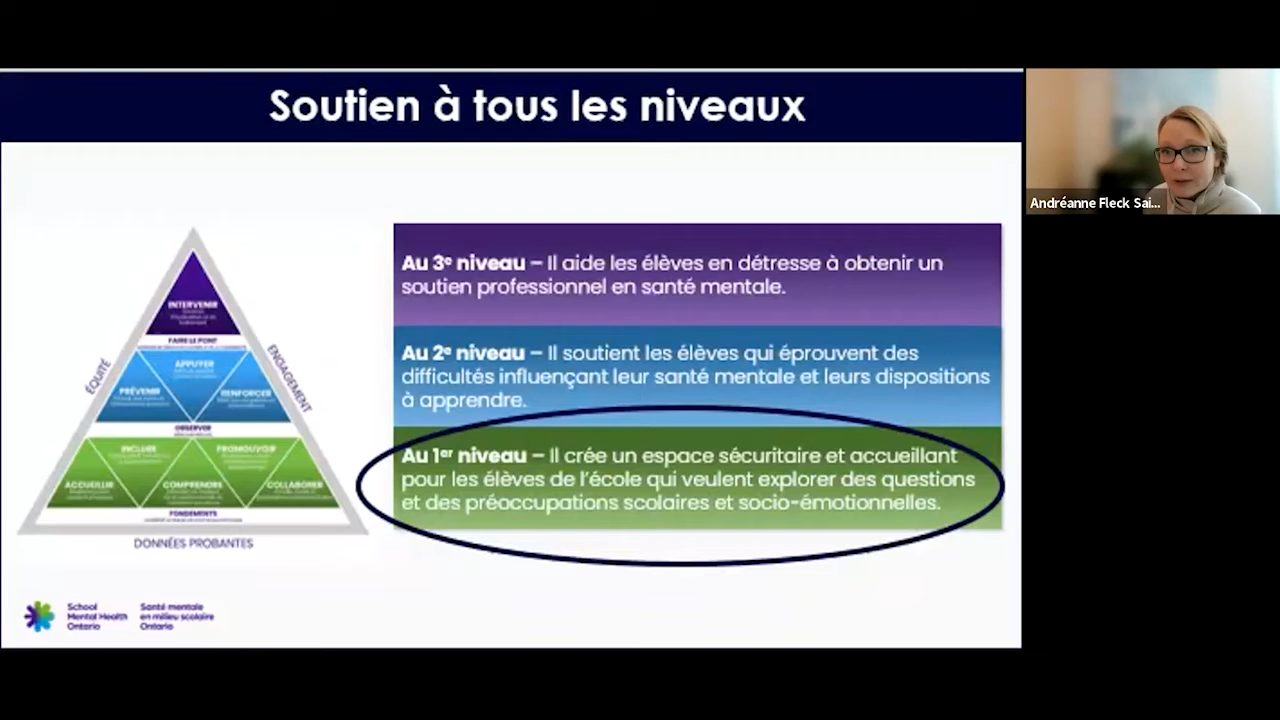 Soutien à tous les niveaux
Andréanne Fleck Sai...
Au 3e niveau – Il aide les élèves en détresse à obtenir un
soutien professionnel en santé mentale.
Au 2e niveau – Il soutient les élèves qui éprouvent des
difficultés influençant leur santé mentale et leurs dispositions
à apprendre.
Au 1er niveau – Il crée un espace sécuritaire et accueillant
pour les élèves de l'école qui veulent explorer des questions
et des préoccupations scolaires et socio-émotionnelles.
ÉQUITÉ
ENGAGEMENT
INTERVENIR
FAIRE LE PONT
APPUYER
PRÉVENIR
RENFORCER
OBSERVER
INCLURE
PROMOUVOIR
ACCUEILLIR
COMPRENDRE
COLLABORER
FONDEMENTS
DONNÉES PROBANTES
School
Mental Health
Ontario
Santé mentale
en milieu scolaire
Ontario